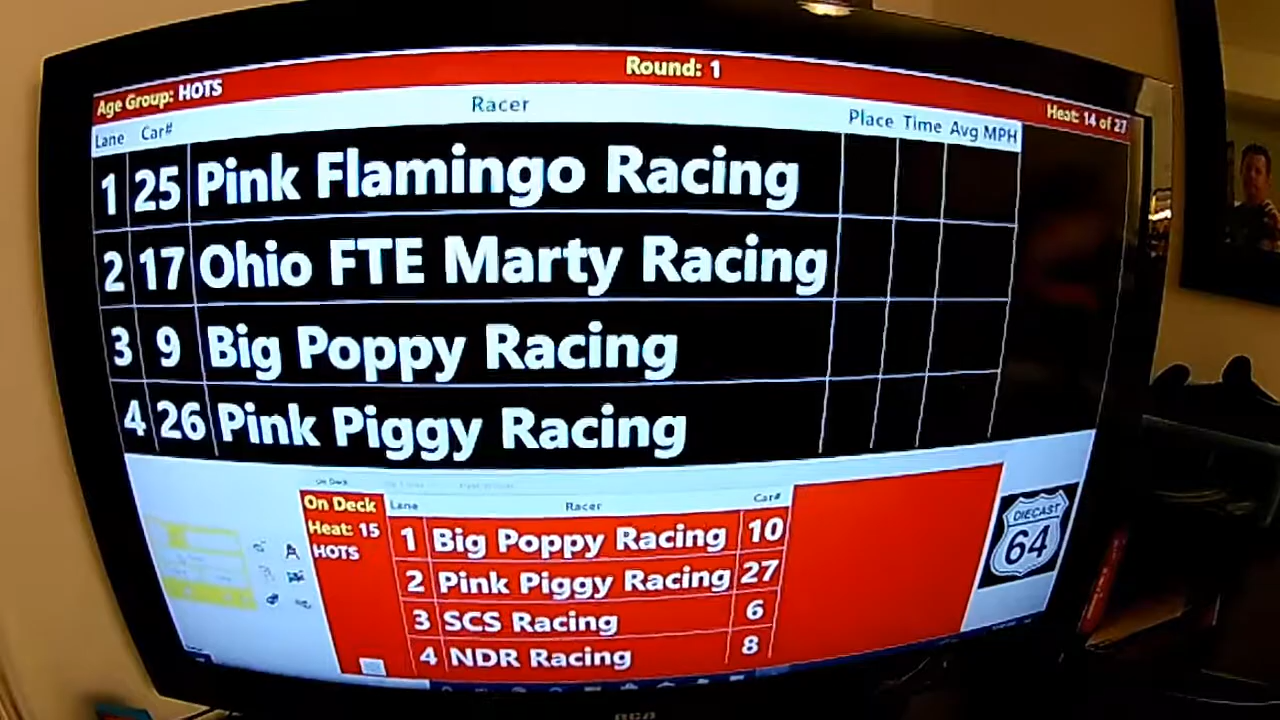 Age Group: HOTS Round: 1 Heat: 14 of 27
Lane Car# Racer Place Time Avg MPH
1 25 Pink Flamingo Racing
2 17 Ohio FTE Marty Racing
3 9 Big Poppy Racing
4 26 Pink Piggy Racing
On Deck
On Deck Lane Racer Car#
Heat: 15 1 Big Poppy Racing 10
HOTS 2 Pink Piggy Racing 27
3 SCS Racing 6
4 NDR Racing 8
DIECAST
64
RCA